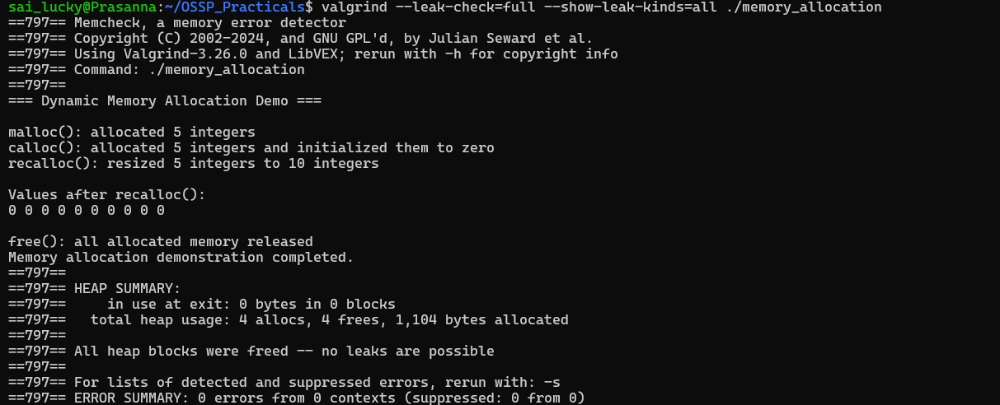 sai_lucky@Prasanna:~/OSSP_Practicals$ valgrind --leak-check=full --show-leak-kinds=all ./memory_allocation
==797== Memcheck, a memory error detector
==797== Copyright (C) 2002-2024, and GNU GPL'd, by Julian Seward et al.
==797== Using Valgrind-3.26.0 and LibVEX; rerun with -h for copyright info
==797== Command: ./memory_allocation
==797==
=== Dynamic Memory Allocation Demo ===
malloc(): allocated 5 integers
calloc(): allocated 5 integers and initialized them to zero
recalloc(): resized 5 integers to 10 integers
Values after recalloc():
0 0 0 0 0 0 0 0 0 0
free(): all allocated memory released
Memory allocation demonstration completed.
==797==
==797== HEAP SUMMARY:
==797==     in use at exit: 0 bytes in 0 blocks
==797==   total heap usage: 4 allocs, 4 frees, 1,104 bytes allocated
==797==
==797== All heap blocks were freed -- no leaks are possible
==797==
==797== For lists of detected and suppressed errors, rerun with: -s
==797== ERROR SUMMARY: 0 errors from 0 contexts (suppressed: 0 from 0)